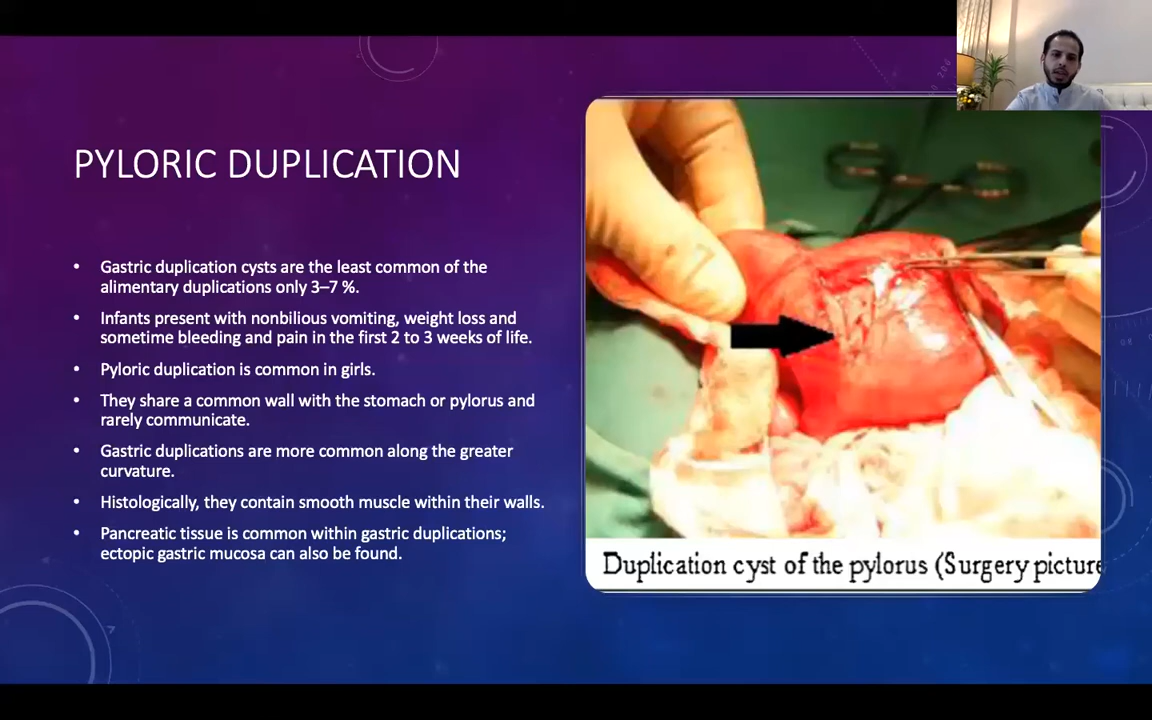 PYLORIC DUPLICATION
• Gastric duplication cysts are the least common of the
alimentary duplications only 3–7 %.
• Infants present with nonbilious vomiting, weight loss and
sometime bleeding and pain in the first 2 to 3 weeks of life.
• Pyloric duplication is common in girls.
• They share a common wall with the stomach or pylorus and
rarely communicate.
• Gastric duplications are more common along the greater
curvature.
• Histologically, they contain smooth muscle within their walls.
• Pancreatic tissue is common within gastric duplications;
ectopic gastric mucosa can also be found.
Duplication cyst of the pylorus (Surgery picture